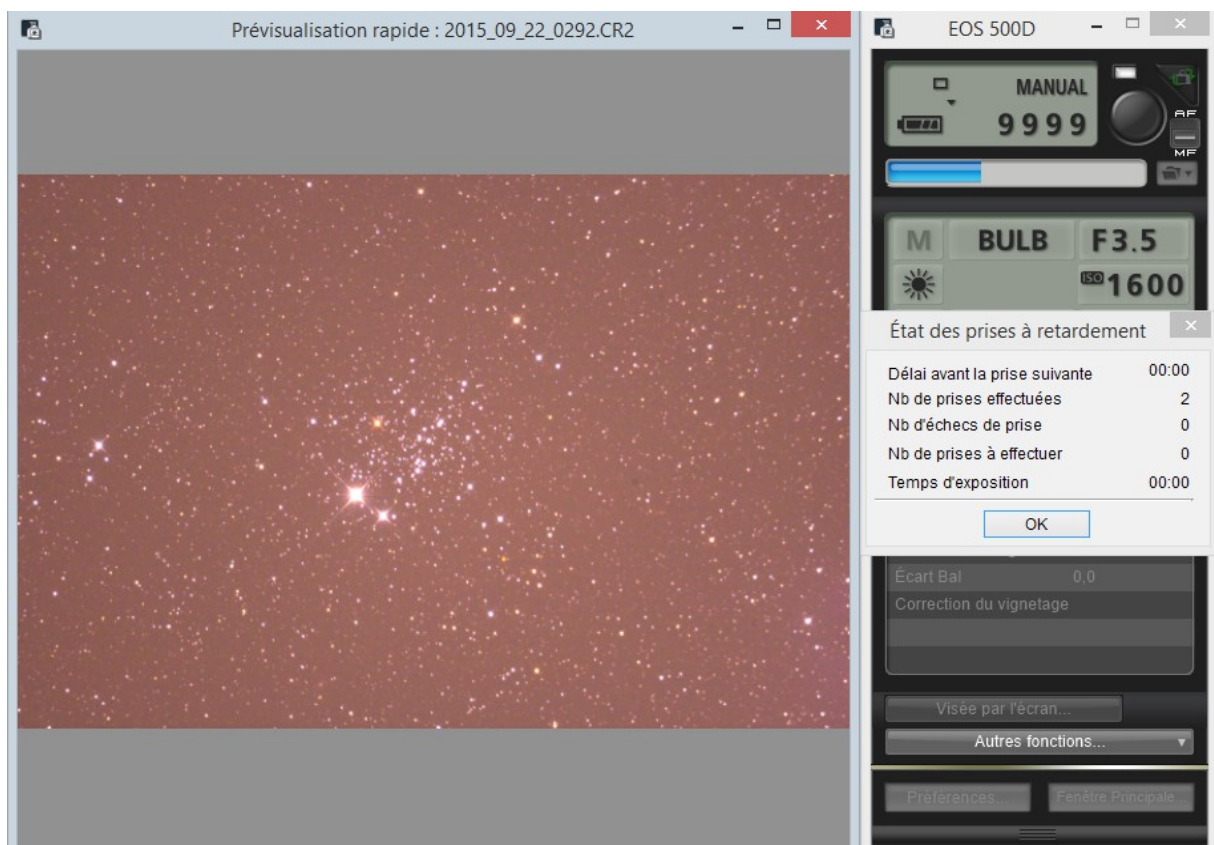 Prévisualisation rapide : 2015_09_22_0292.CR2
EOS 500D
MANUAL
9999
AF
MF
M BULB F3.5
ISO 1600
État des prises à retardement
Délai avant la prise suivante 00:00
Nb de prises effectuées 2
Nb d'échecs de prise 0
Nb de prises à effectuer 0
Temps d'exposition 00:00
OK
Écart Bal 0,0
Correction du vignetage
Visée par l'écran...
Autres fonctions...
Préférences... Fenêtre Principale...